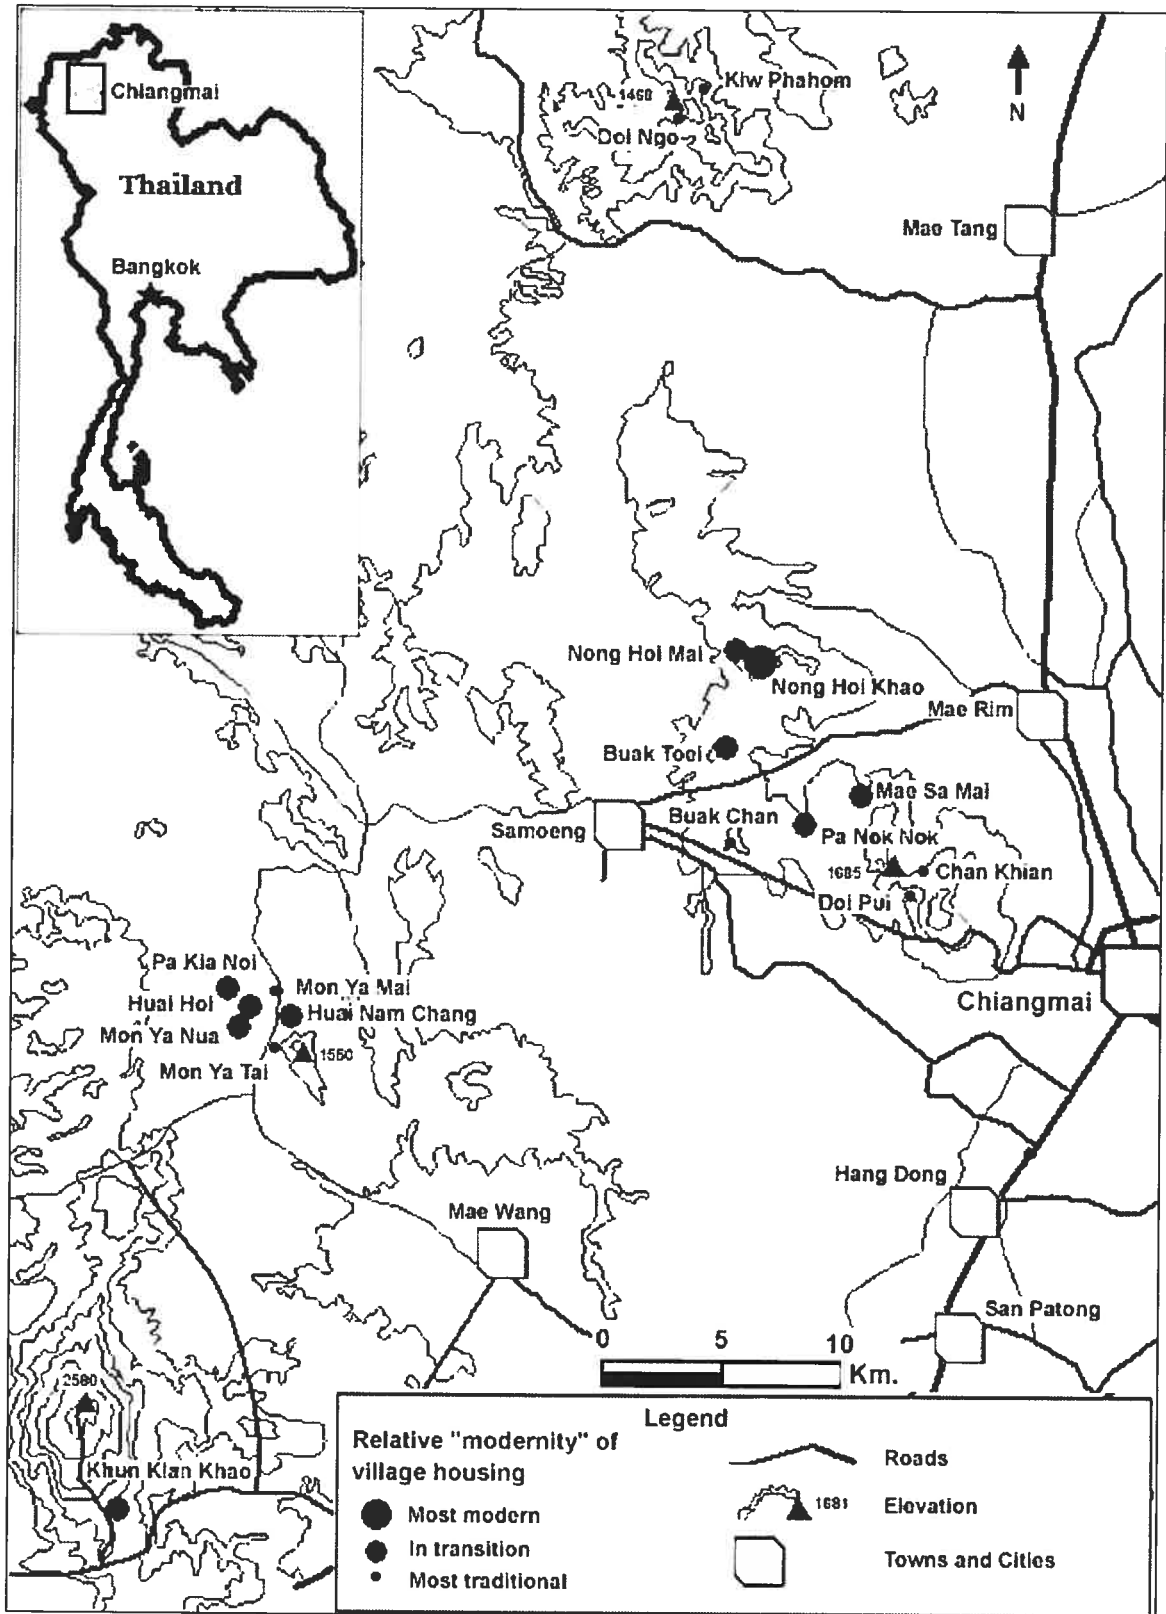 Chiangmai
Thailand
Bangkok
1468
Kiw Phahom
Doi Ngo
N
Mae Tang
Nong Hoi Mai
Nong Hoi Khao
Mae Rim
Buak Toei
Mae Sa Mai
Buak Chan
Samoeng
Pa Nok Nok
1685
Chan Khian
Doi Pui
Pa Kia Noi
Mon Ya Mai
Huai Hoi
Huai Nam Chang
Chiangmai
Mon Ya Nua
1550
Mon Ya Tai
Hang Dong
Mae Wang
San Patong
0 5 10
Km.
2580
Khun Klan Khao
Legend
Relative "modernity" of
village housing
Most modern
In transition
Most traditional
Roads
1681
Elevation
Towns and Cities